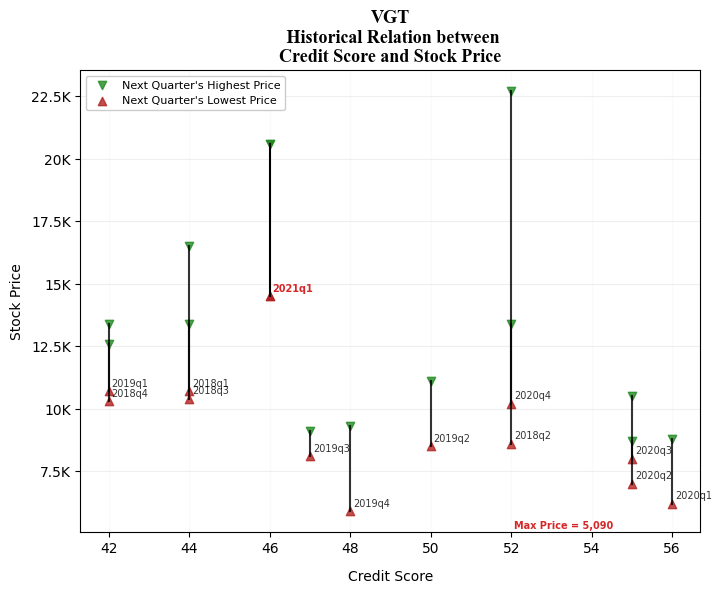 VGT
Historical Relation between
Credit Score and Stock Price
Next Quarter's Highest Price
Next Quarter's Lowest Price
22.5K
20K
17.5K
15K
12.5K
10K
7.5K
Stock Price
2021q1
2019q1
2018q4
2018q1
2018q3
2019q3
2019q4
2019q2
2020q4
2018q2
2020q3
2020q2
2020q1
Max Price = 5,090
42 44 46 48 50 52 54 56
Credit Score